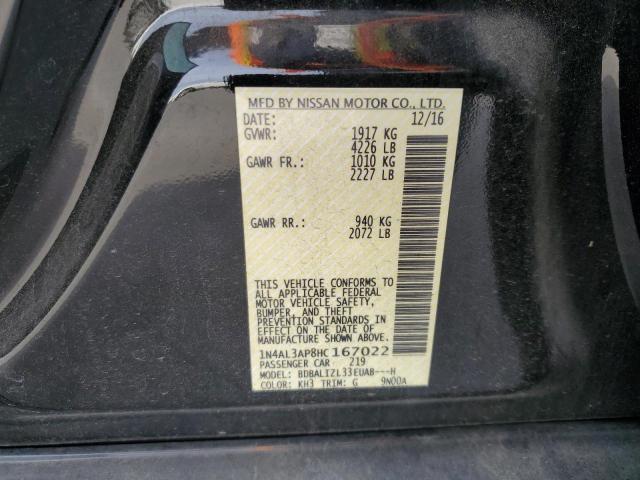 MFD BY NISSAN MOTOR CO., LTD.
DATE: 12/16
GVWR: 1917 KG
4226 LB
GAWR FR.: 1010 KG
2227 LB
GAWR RR.: 940 KG
2072 LB
THIS VEHICLE CONFORMS TO
ALL APPLICABLE FEDERAL
MOTOR VEHICLE SAFETY,
BUMPER, AND THEFT
PREVENTION STANDARDS IN
EFFECT ON THE DATE OF
MANUFACTURE SHOWN ABOVE.
1N4AL3AP8HC167022
PASSENGER CAR 219
MODEL: BDBALIZL33EUAB---H
COLOR: KH3 TRIM: G 9N00A